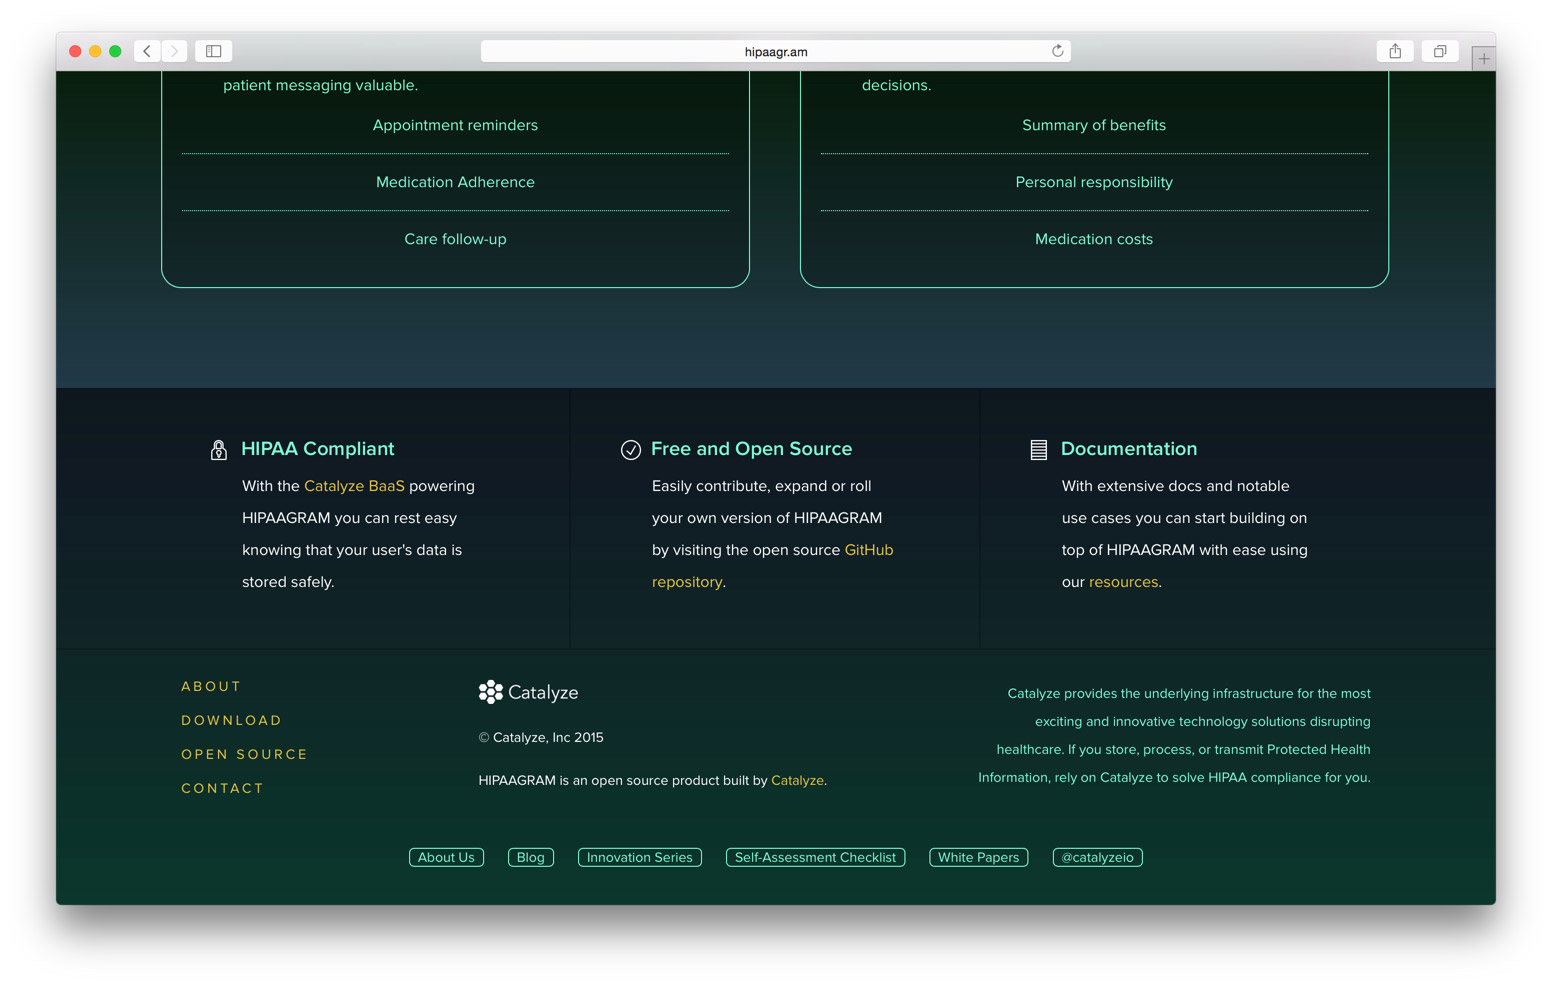 hipaagr.am
patient messaging valuable.
Appointment reminders
Medication Adherence
Care follow-up
decisions.
Summary of benefits
Personal responsibility
Medication costs
HIPAA Compliant
With the Catalyze BaaS powering
HIPAAGRAM you can rest easy
knowing that your user's data is
stored safely.
Free and Open Source
Easily contribute, expand or roll
your own version of HIPAAGRAM
by visiting the open source GitHub
repository.
Documentation
With extensive docs and notable
use cases you can start building on
top of HIPAAGRAM with ease using
our resources.
ABOUT
DOWNLOAD
OPEN SOURCE
CONTACT
Catalyze
© Catalyze, Inc 2015
HIPAAGRAM is an open source product built by Catalyze.
Catalyze provides the underlying infrastructure for the most
exciting and innovative technology solutions disrupting
healthcare. If you store, process, or transmit Protected Health
Information, rely on Catalyze to solve HIPAA compliance for you.
About Us
Blog
Innovation Series
Self-Assessment Checklist
White Papers
@catalyzeio